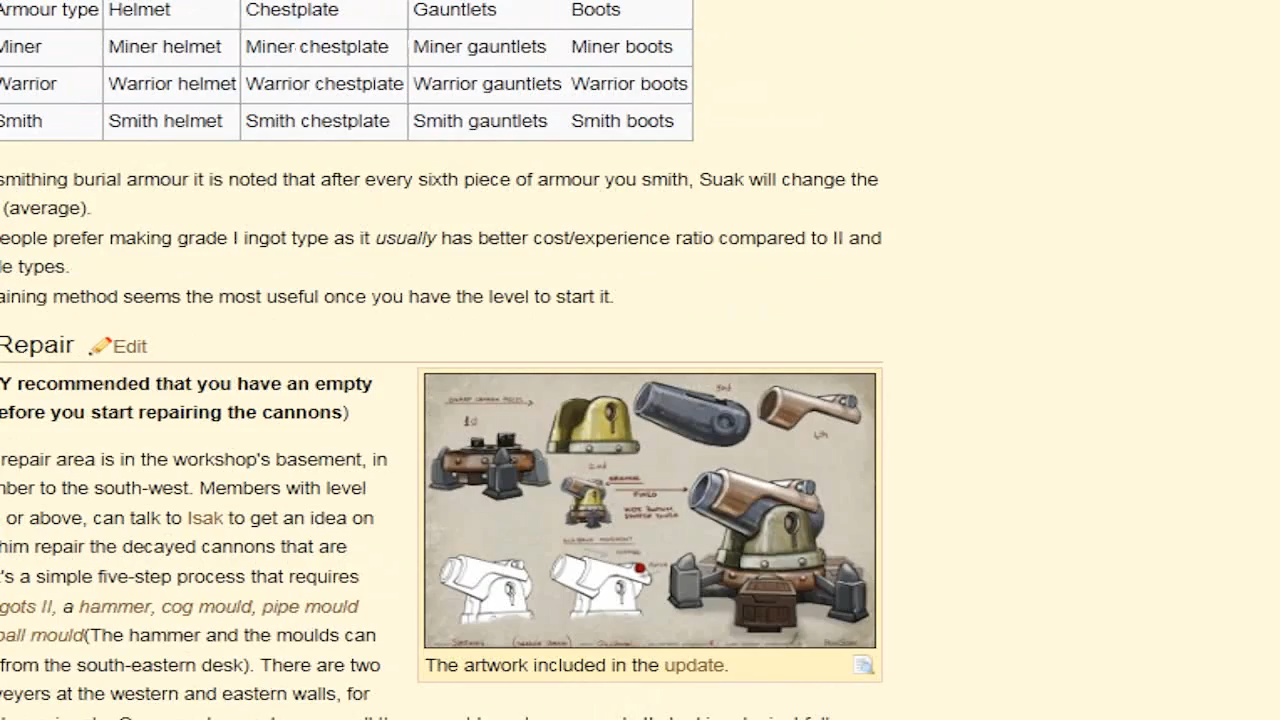 Armour type Helmet Chestplate Gauntlets Boots
Miner Miner helmet Miner chestplate Miner gauntlets Miner boots
Warrior Warrior helmet Warrior chestplate Warrior gauntlets Warrior boots
Smith Smith helmet Smith chestplate Smith gauntlets Smith boots
smithing burial armour it is noted that after every sixth piece of armour you smith, Suak will change the
(average).
eople prefer making grade I ingot type as it usually has better cost/experience ratio compared to II and
le types.
aining method seems the most useful once you have the level to start it.
Repair Edit
Y recommended that you have an empty
efore you start repairing the cannons)
repair area is in the workshop's basement, in
nber to the south-west. Members with level
or above, can talk to Isak to get an idea on
him repair the decayed cannons that are
's a simple five-step process that requires
gots II, a hammer, cog mould, pipe mould
ball mould(The hammer and the moulds can
from the south-eastern desk). There are two
veyers at the western and eastern walls, for
1st
2nd
3rd
4th
The artwork included in the update.